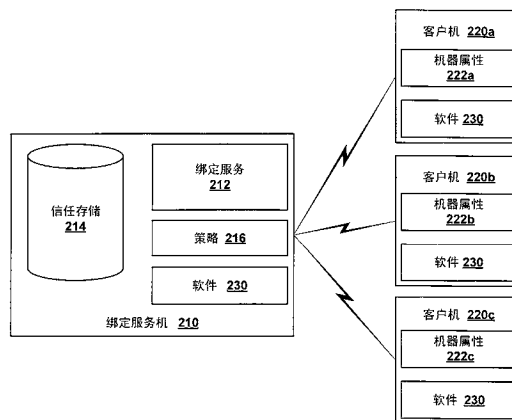 信任存储
214
绑定服务
212
策略 216
软件 230
绑定服务机 210
客户机 220a
机器属性
222a
软件 230
客户机 220b
机器属性
222b
软件 230
客户机 220c
机器属性
222c
软件 230